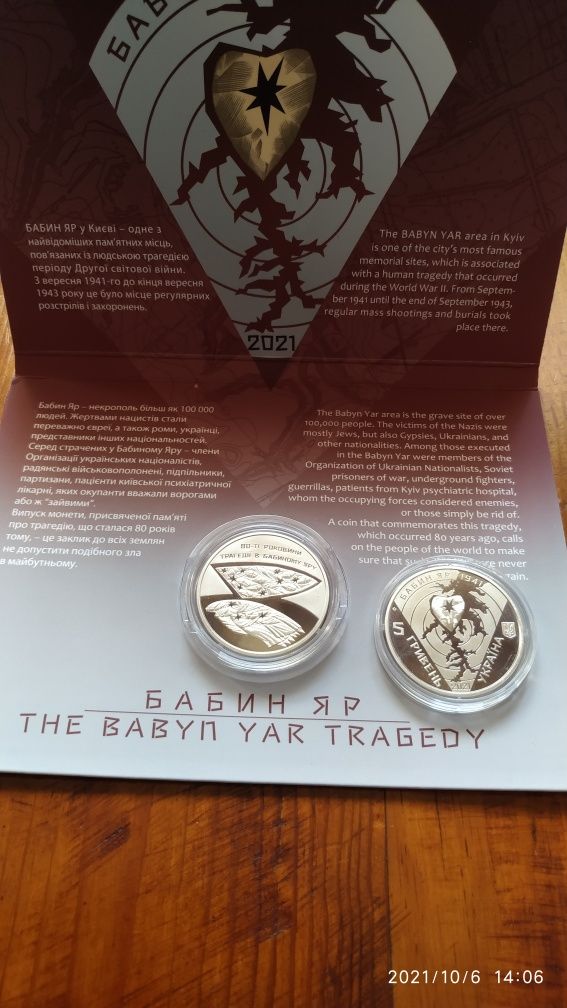 БАБИН
БАБИН ЯР у Києві – одне з
найвідоміших пам'ятних місць,
пов'язаних із людською трагедією
періоду Другої світової війни.
З вересня 1941-го до кінця вересня
1943 року це було місце регулярних
розстрілів і захоронень.
The BABYN YAR area in Kyiv
is one of the city's most famous
memorial sites, which is associated
with a human tragedy that occurred
during the World War II. From Septem-
ber 1941 until the end of September 1943,
regular mass shootings and burials took
place there.
2021
Бабин Яр – некрополь більш як 100 000
людей. Жертвами нацистів стали
переважно євреї, а також роми, українці,
представники інших національностей.
Серед страчених у Бабиному Яру – члени
Організації українських націоналістів,
радянські військовополонені, підпільники,
партизани, пацієнти київської психіатричної
лікарні, яких окупанти вважали ворогами
або ж "зайвими".
Випуск монети, присвяченої пам'яті
про трагедію, що сталася 80 років
тому, – це заклик до всіх землян
не допустити подібного зла
в майбутньому.
The Babyn Yar area is the grave site of over
100,000 people. The victims of the Nazis were
mostly Jews, but also Gypsies, Ukrainians, and
other nationalities. Among those executed
in the Babyn Yar were members of the
Organization of Ukrainian Nationalists, Soviet
prisoners of war, underground fighters,
guerrillas, patients from Kyiv psychiatric hospital,
whom the occupying forces considered enemies,
or those simply be rid of.
A coin that commemorates this tragedy,
which occurred 80 years ago, calls
on the people of the world to make
sure that never
80-ТІ РОКОВИНИ
ТРАГЕДІЇ В БАБИНОМУ ЯРУ
БАБИН ЯР 1941
5 ГРИВЕНЬ
2021
УКРАЇНА
БАБИН ЯР
THE BABYN YAR TRAGEDY
2021/10/6 14:06